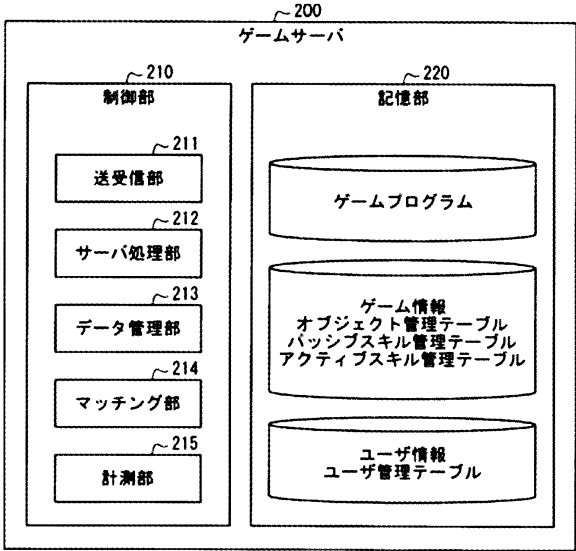 200
ゲームサーバ
210
制御部
211
送受信部
212
サーバ処理部
213
データ管理部
214
マッチング部
215
計測部
220
記憶部
ゲームプログラム
ゲーム情報
オブジェクト管理テーブル
パッシブスキル管理テーブル
アクティブスキル管理テーブル
ユーザ情報
ユーザ管理テーブル